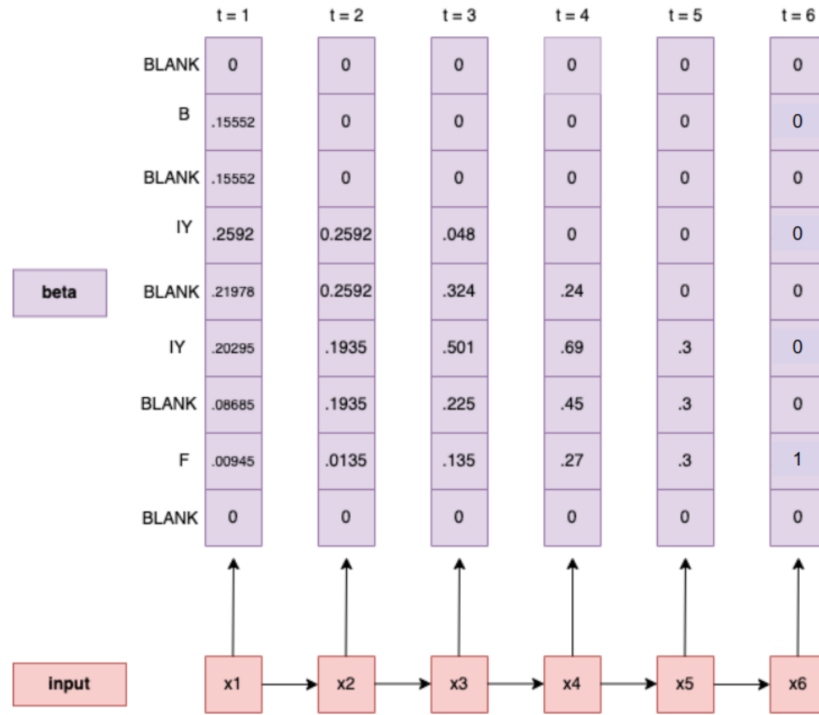 t = 1 t = 2 t = 3 t = 4 t = 5 t = 6
BLANK 0 0 0 0 0 0
B .15552 0 0 0 0 0
BLANK .15552 0 0 0 0 0
IY .2592 0.2592 .048 0 0 0
beta BLANK .21978 0.2592 .324 .24 0 0
IY .20295 .1935 .501 .69 .3 0
BLANK .08685 .1935 .225 .45 .3 0
F .00945 .0135 .135 .27 .3 1
BLANK 0 0 0 0 0 0
input x1 x2 x3 x4 x5 x6